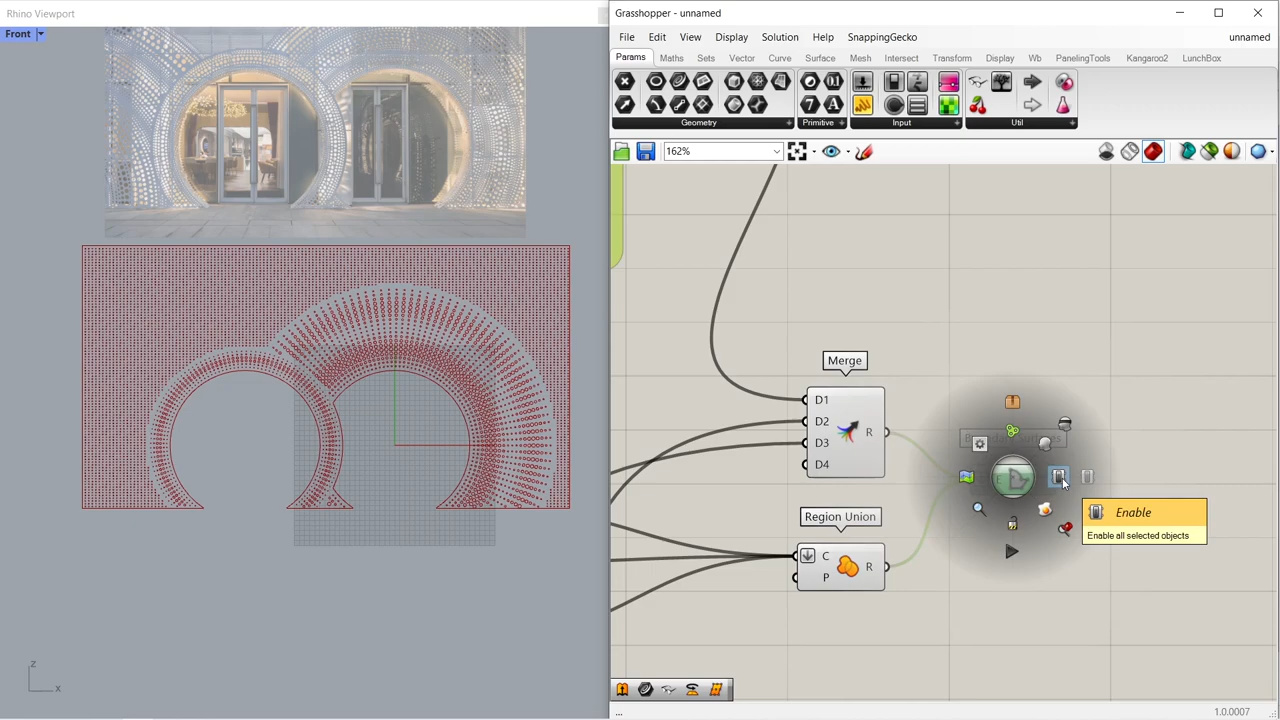 Rhino Viewport
Front
z
x
Grasshopper - unnamed
File Edit View Display Solution Help SnappingGecko
unnamed
Params Maths Sets Vector Curve Surface Mesh Intersect Transform Display Wb PanelingTools Kangaroo2 LunchBox
Geometry + Primitive + Input + Util +
162%
Merge
D1
D2
D3
D4
R
Region Union
C
P
R
Enable
Enable all selected objects
...
1.0.0007